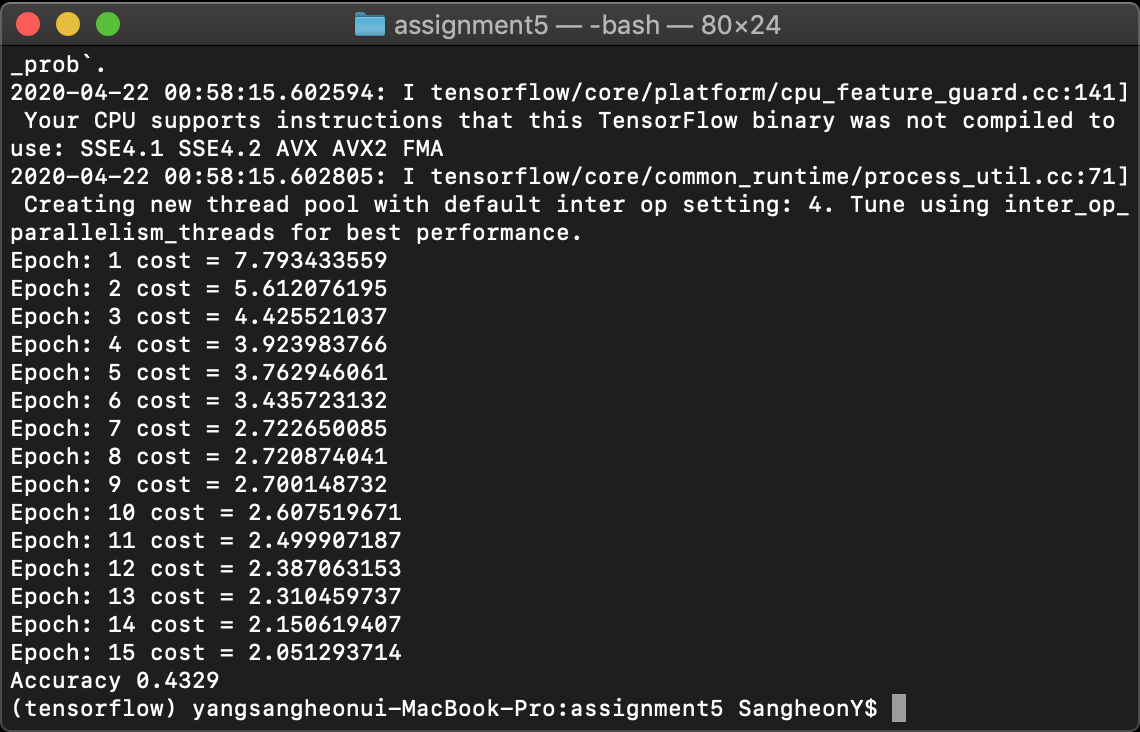 assignment5 — -bash — 80×24
_prob`.
2020-04-22 00:58:15.602594: I tensorflow/core/platform/cpu_feature_guard.cc:141]
 Your CPU supports instructions that this TensorFlow binary was not compiled to
use: SSE4.1 SSE4.2 AVX AVX2 FMA
2020-04-22 00:58:15.602805: I tensorflow/core/common_runtime/process_util.cc:71]
 Creating new thread pool with default inter op setting: 4. Tune using inter_op_
parallelism_threads for best performance.
Epoch: 1 cost = 7.793433559
Epoch: 2 cost = 5.612076195
Epoch: 3 cost = 4.425521037
Epoch: 4 cost = 3.923983766
Epoch: 5 cost = 3.762946061
Epoch: 6 cost = 3.435723132
Epoch: 7 cost = 2.722650085
Epoch: 8 cost = 2.720874041
Epoch: 9 cost = 2.700148732
Epoch: 10 cost = 2.607519671
Epoch: 11 cost = 2.499907187
Epoch: 12 cost = 2.387063153
Epoch: 13 cost = 2.310459737
Epoch: 14 cost = 2.150619407
Epoch: 15 cost = 2.051293714
Accuracy 0.4329
(tensorflow) yangsangheonui-MacBook-Pro:assignment5 SangheonY$